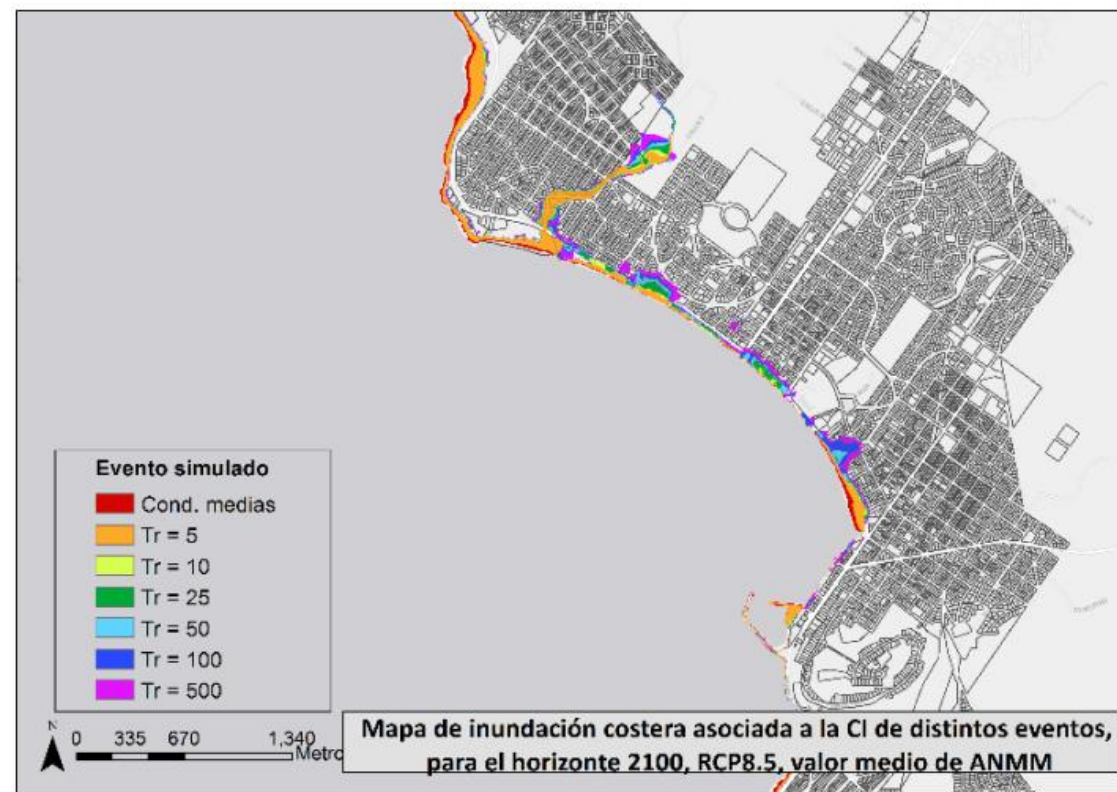 Evento simulado
Cond. medias
Tr = 5
Tr = 10
Tr = 25
Tr = 50
Tr = 100
Tr = 500
N
0 335 670 1,340
Metro
Mapa de inundación costera asociada a la CI de distintos eventos,
para el horizonte 2100, RCP8.5, valor medio de ANMM